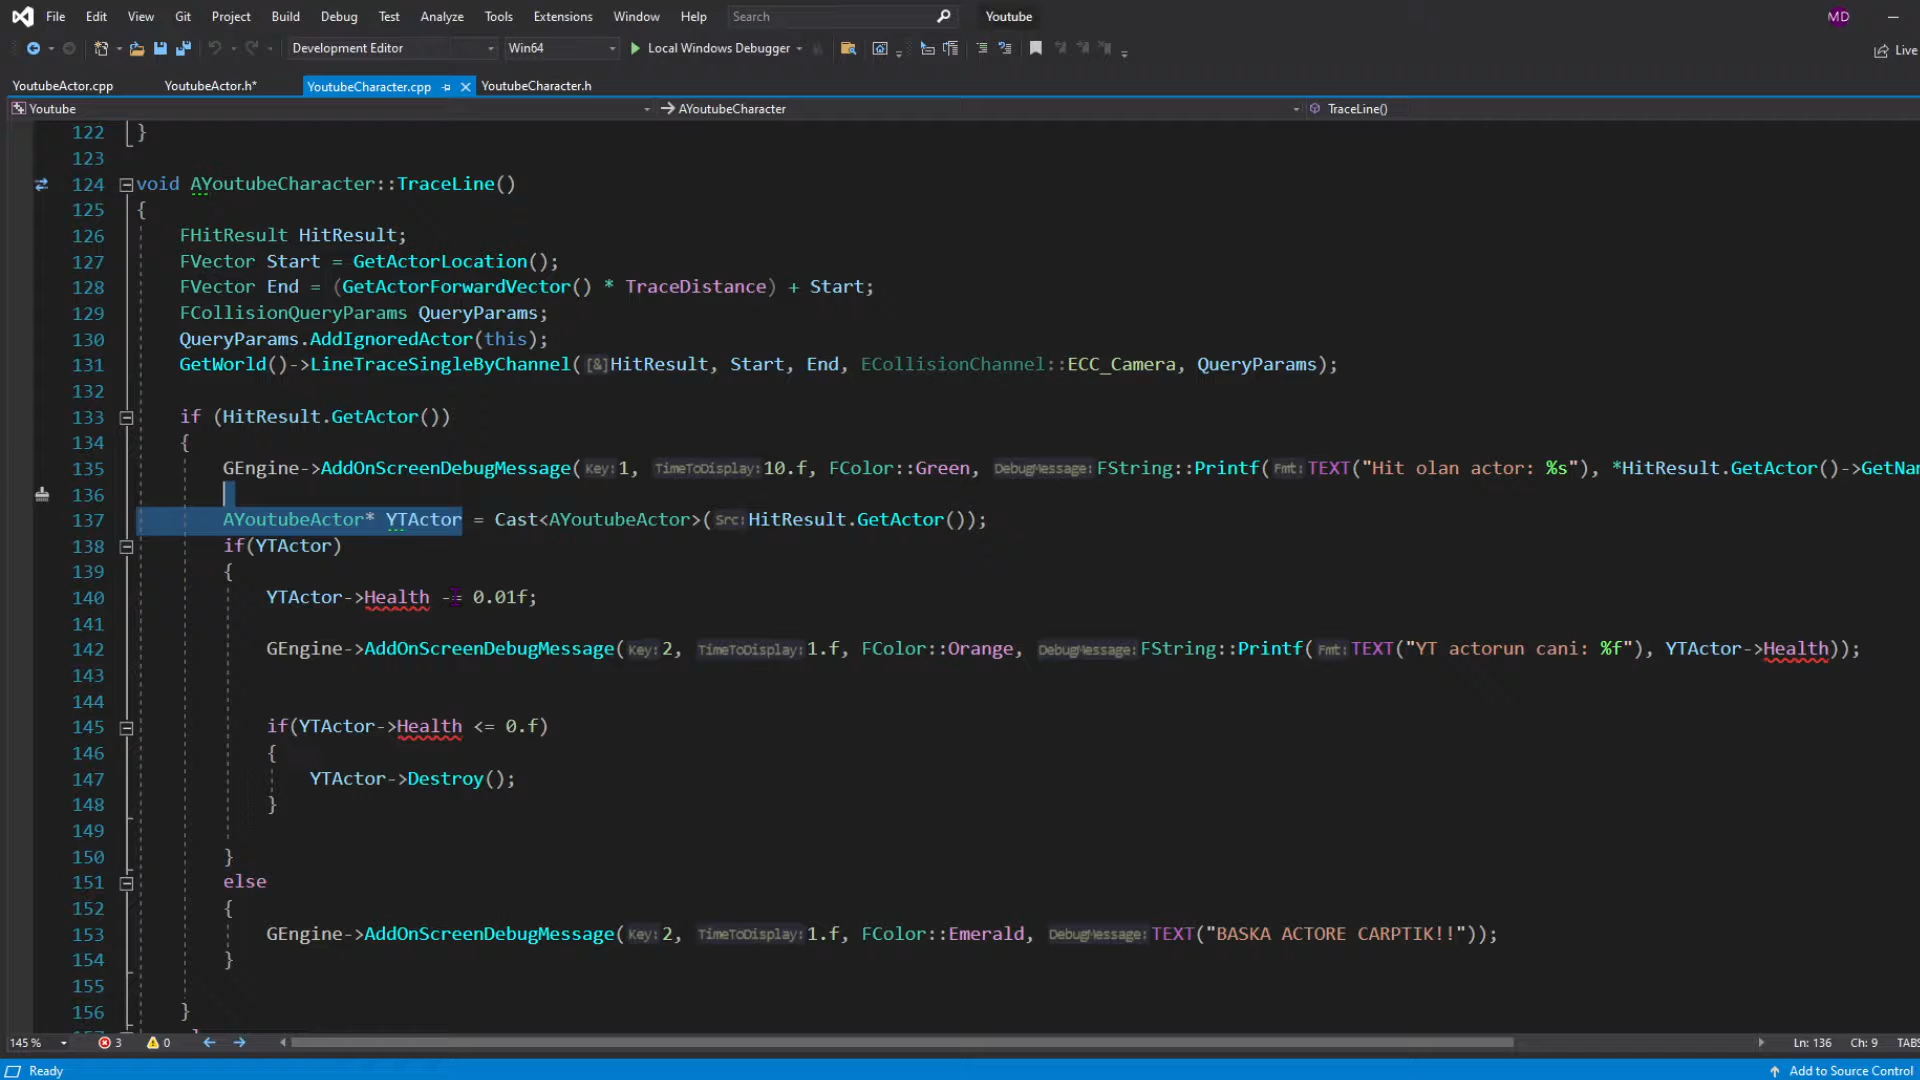 File Edit View Git Project Build Debug Test Analyze Tools Extensions Window Help Search Youtube MD
Development Editor Win64 Local Windows Debugger Live
YoutubeActor.cpp YoutubeActor.h* YoutubeCharacter.cpp YoutubeCharacter.h
Youtube AYoutubeCharacter TraceLine()
122 }
123
124 void AYoutubeCharacter::TraceLine()
125 {
126 FHitResult HitResult;
127 FVector Start = GetActorLocation();
128 FVector End = (GetActorForwardVector() * TraceDistance) + Start;
129 FCollisionQueryParams QueryParams;
130 QueryParams.AddIgnoredActor(this);
131 GetWorld()->LineTraceSingleByChannel([&]HitResult, Start, End, ECollisionChannel::ECC_Camera, QueryParams);
132
133 if (HitResult.GetActor())
134 {
135 GEngine->AddOnScreenDebugMessage(Key:1, TimeToDisplay:10.f, FColor::Green, DebugMessage:FString::Printf(Fmt:TEXT("Hit olan actor: %s"), *HitResult.GetActor()->GetNam
136
137 AYoutubeActor* YTActor = Cast<AYoutubeActor>(Src:HitResult.GetActor());
138 if(YTActor)
139 {
140 YTActor->Health -= 0.01f;
141
142 GEngine->AddOnScreenDebugMessage(Key:2, TimeToDisplay:1.f, FColor::Orange, DebugMessage:FString::Printf(Fmt:TEXT("YT actorun cani: %f"), YTActor->Health));
143
144
145 if(YTActor->Health <= 0.f)
146 {
147 YTActor->Destroy();
148 }
149
150 }
151 else
152 {
153 GEngine->AddOnScreenDebugMessage(Key:2, TimeToDisplay:1.f, FColor::Emerald, DebugMessage:TEXT("BASKA ACTORE CARPTIK!!"));
154 }
155
156 }
145 % 3 0 Ln: 136 Ch: 9 TABS
Ready Add to Source Control